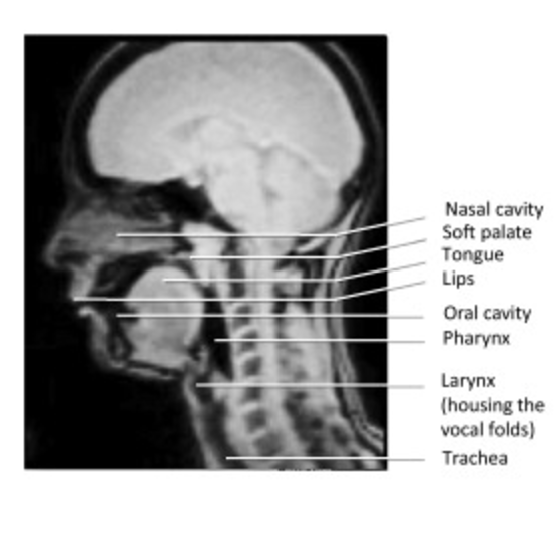 Nasal cavity
Soft palate
Tongue
Lips
Oral cavity
Pharynx
Larynx
(housing the
vocal folds)
Trachea